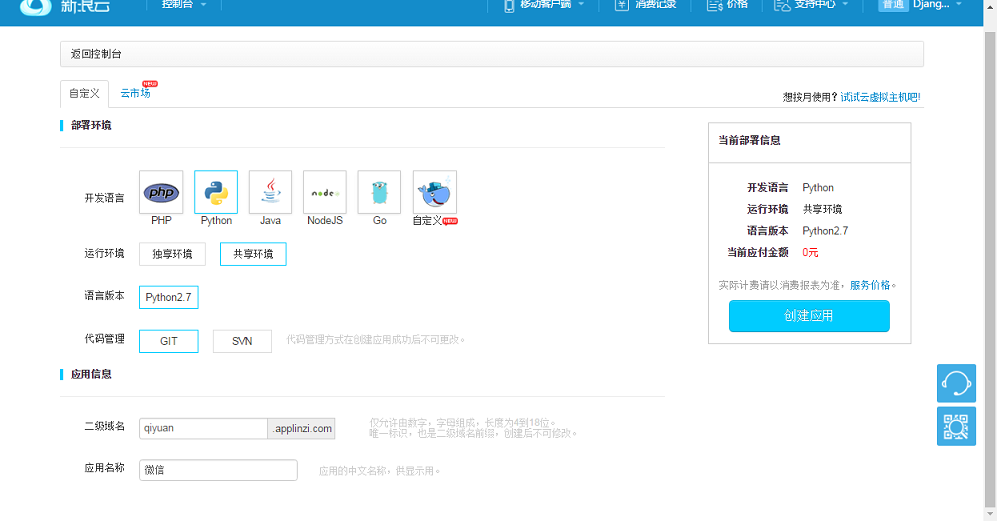 新浪云 控制台 移动客户端 消费记录 价格 支持中心 普通 Djang...
返回控制台
自定义 云市场 NEW
想按月使用？试试云虚拟主机吧!
部署环境
当前部署信息
开发语言
php
node
PHP Python Java NodeJS Go 自定义 NEW
运行环境 独享环境 共享环境
语言版本 Python2.7
代码管理 GIT SVN 代码管理方式在创建应用成功后不可更改。
开发语言 Python
运行环境 共享环境
语言版本 Python2.7
当前应付金额 0元
实际计费请以消费报表为准，服务价格。
创建应用
应用信息
二级域名 qiyuan .applinzi.com
仅允许由数字，字母组成，长度为4到18位。
唯一标识，也是二级域名前缀，创建后不可修改。
应用名称 微信 应用的中文名称，供显示用。